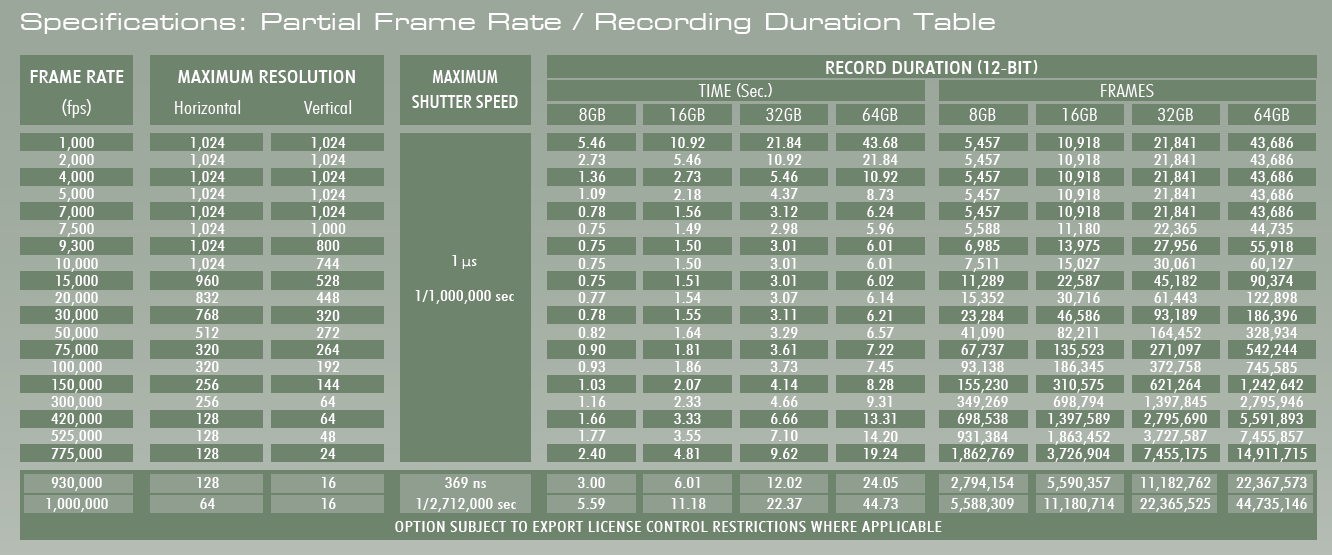 Specifications: Partial Frame Rate / Recording Duration Table
FRAME RATE (fps) MAXIMUM RESOLUTION MAXIMUM SHUTTER SPEED RECORD DURATION (12-BIT)
TIME (Sec.) FRAMES
Horizontal Vertical 8GB 16GB 32GB 64GB 8GB 16GB 32GB 64GB
1,000 1,024 1,024 5.46 10.92 21.84 43.68 5,457 10,918 21,841 43,686
2,000 1,024 1,024 2.73 5.46 10.92 21.84 5,457 10,918 21,841 43,686
4,000 1,024 1,024 1.36 2.73 5.46 10.92 5,457 10,918 21,841 43,686
5,000 1,024 1,024 1.09 2.18 4.37 8.73 5,457 10,918 21,841 43,686
7,000 1,024 1,024 0.78 1.56 3.12 6.24 5,457 10,918 21,841 43,686
7,500 1,024 1,000 0.75 1.49 2.98 5.96 5,588 11,180 22,365 44,735
9,300 1,024 800 0.75 1.50 3.01 6.01 6,985 13,975 27,956 55,918
10,000 1,024 744 1 µs 0.75 1.50 3.01 6.01 7,511 15,027 30,061 60,127
15,000 960 528 0.75 1.51 3.01 6.02 11,289 22,587 45,182 90,374
20,000 832 448 1/1,000,000 sec 0.77 1.54 3.07 6.14 15,352 30,716 61,443 122,898
30,000 768 320 0.78 1.55 3.11 6.21 23,284 46,586 93,189 186,396
50,000 512 272 0.82 1.64 3.29 6.57 41,090 82,211 164,452 328,934
75,000 320 264 0.90 1.81 3.61 7.22 67,737 135,523 271,097 542,244
100,000 320 192 0.93 1.86 3.73 7.45 93,138 186,345 372,758 745,585
150,000 256 144 1.03 2.07 4.14 8.28 155,230 310,575 621,264 1,242,642
300,000 256 64 1.16 2.33 4.66 9.31 349,269 698,794 1,397,845 2,795,946
420,000 128 64 1.66 3.33 6.66 13.31 698,538 1,397,589 2,795,690 5,591,893
525,000 128 48 1.77 3.55 7.10 14.20 931,384 1,863,452 3,727,587 7,455,857
775,000 128 24 2.40 4.81 9.62 19.24 1,862,769 3,726,904 7,455,175 14,911,715
930,000 128 16 369 ns 3.00 6.01 12.02 24.05 2,794,154 5,590,357 11,182,762 22,367,573
1,000,000 64 16 1/2,712,000 sec 5.59 11.18 22.37 44.73 5,588,309 11,180,714 22,365,525 44,735,146
OPTION SUBJECT TO EXPORT LICENSE CONTROL RESTRICTIONS WHERE APPLICABLE